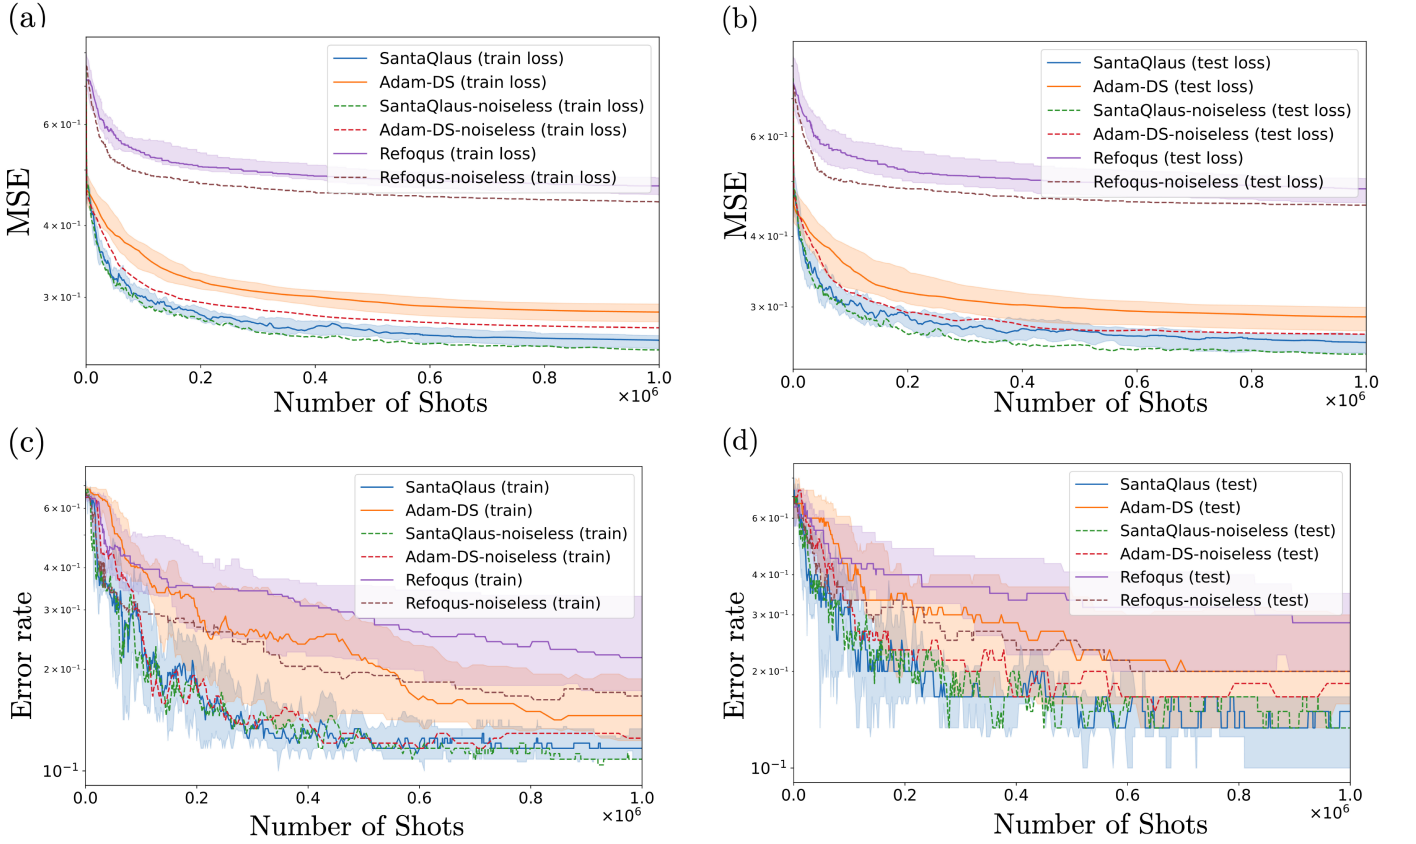 (a)
SantaQlaus (train loss)
Adam-DS (train loss)
SantaQlaus-noiseless (train loss)
Adam-DS-noiseless (train loss)
Refoqus (train loss)
Refoqus-noiseless (train loss)
MSE
6 × 10⁻¹
4 × 10⁻¹
3 × 10⁻¹
0.0 0.2 0.4 0.6 0.8 1.0
×10⁶
Number of Shots
(b)
SantaQlaus (test loss)
Adam-DS (test loss)
SantaQlaus-noiseless (test loss)
Adam-DS-noiseless (test loss)
Refoqus (test loss)
Refoqus-noiseless (test loss)
MSE
6 × 10⁻¹
4 × 10⁻¹
3 × 10⁻¹
0.0 0.2 0.4 0.6 0.8 1.0
×10⁶
Number of Shots
(c)
SantaQlaus (train)
Adam-DS (train)
SantaQlaus-noiseless (train)
Adam-DS-noiseless (train)
Refoqus (train)
Refoqus-noiseless (train)
Error rate
6 × 10⁻¹
4 × 10⁻¹
3 × 10⁻¹
2 × 10⁻¹
10⁻¹
0.0 0.2 0.4 0.6 0.8 1.0
×10⁶
Number of Shots
(d)
SantaQlaus (test)
Adam-DS (test)
SantaQlaus-noiseless (test)
Adam-DS-noiseless (test)
Refoqus (test)
Refoqus-noiseless (test)
Error rate
6 × 10⁻¹
4 × 10⁻¹
3 × 10⁻¹
2 × 10⁻¹
10⁻¹
0.0 0.2 0.4 0.6 0.8 1.0
×10⁶
Number of Shots